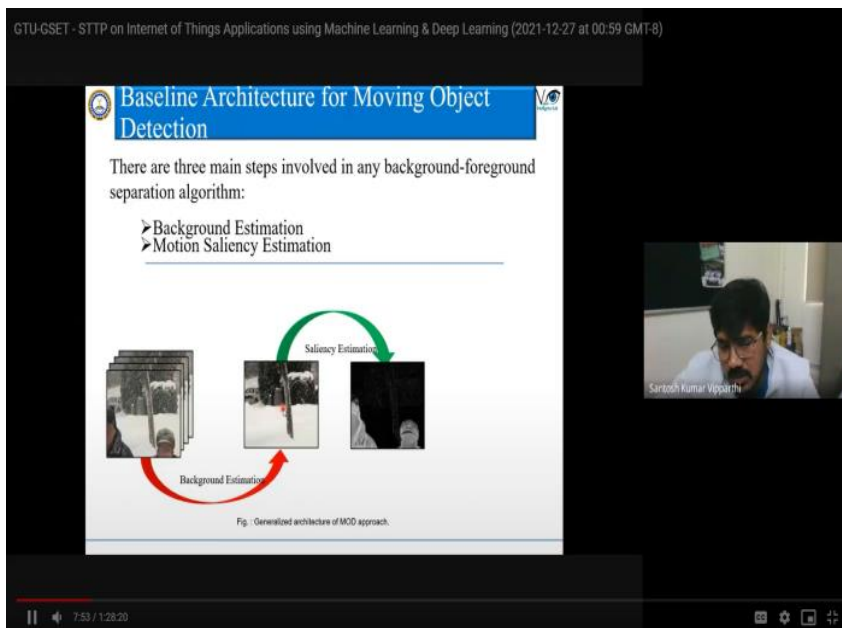 GTU-GSET - STTP on Internet of Things Applications using Machine Learning & Deep Learning (2021-12-27 at 00:59 GMT-8)
Baseline Architecture for Moving Object
Detection
There are three main steps involved in any background-foreground
separation algorithm:
➢Background Estimation
➢Motion Saliency Estimation
Saliency Estimation
Background Estimation
Fig. : Generalized architecture of MOD approach.
Santosh Kumar Vipparthi
7:53 / 1:28:20
CC